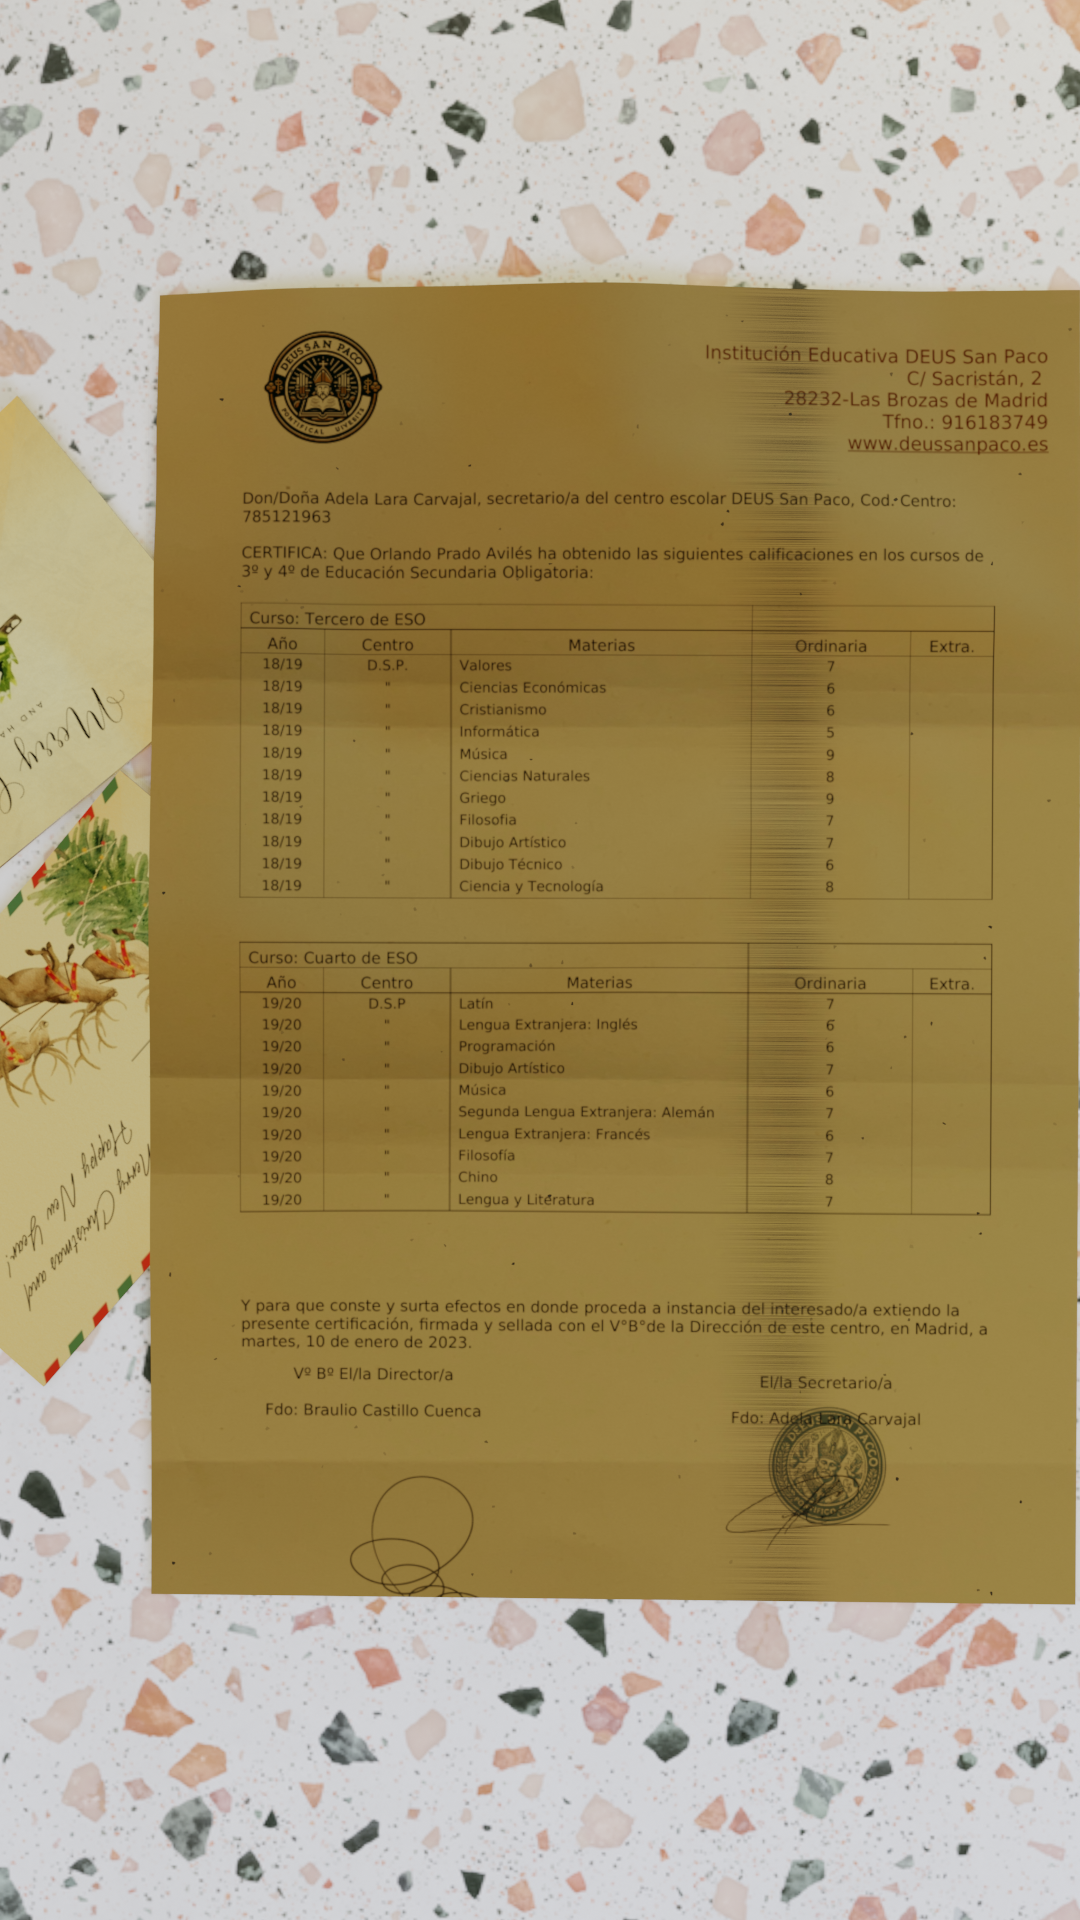 DEUS SAN PACO
Institución Educativa DEUS San Paco
C/ Sacristán, 2
28232-Las Brozas de Madrid
Tfno.: 916183749
www.deussanpaco.es
Don/Doña Adela Lara Carvajal, secretario/a del centro escolar DEUS San Paco, Cod. Centro:
785121963
CERTIFICA: Que Orlando Prado Avilés ha obtenido las siguientes calificaciones en los cursos de
3º y 4º de Educación Secundaria Obligatoria:
Curso: Tercero de ESO
Año Centro Materias Ordinaria Extra.
18/19 D.S.P. Valores 7
18/19 " Ciencias Económicas 6
18/19 " Cristianismo 6
18/19 " Informática 5
18/19 " Música 9
18/19 " Ciencias Naturales 8
18/19 " Griego 9
18/19 " Filosofia 7
18/19 " Dibujo Artístico 7
18/19 " Dibujo Técnico 6
18/19 " Ciencia y Tecnología 8
Curso: Cuarto de ESO
Año Centro Materias Ordinaria Extra.
19/20 D.S.P Latín 7
19/20 " Lengua Extranjera: Inglés 6
19/20 " Programación 6
19/20 " Dibujo Artístico 7
19/20 " Música 6
19/20 " Segunda Lengua Extranjera: Alemán 7
19/20 " Lengua Extranjera: Francés 6
19/20 " Filosofía 7
19/20 " Chino 8
19/20 " Lengua y Literatura 7
Y para que conste y surta efectos en donde proceda a instancia del interesado/a extiendo la
presente certificación, firmada y sellada con el V°B°de la Dirección de este centro, en Madrid, a
martes, 10 de enero de 2023.
Vº Bº El/la Director/a
El/la Secretario/a
Fdo: Braulio Castillo Cuenca
Fdo: Adela Lara Carvajal
Merry
AND
Merry Christmas and
Happy New Year!